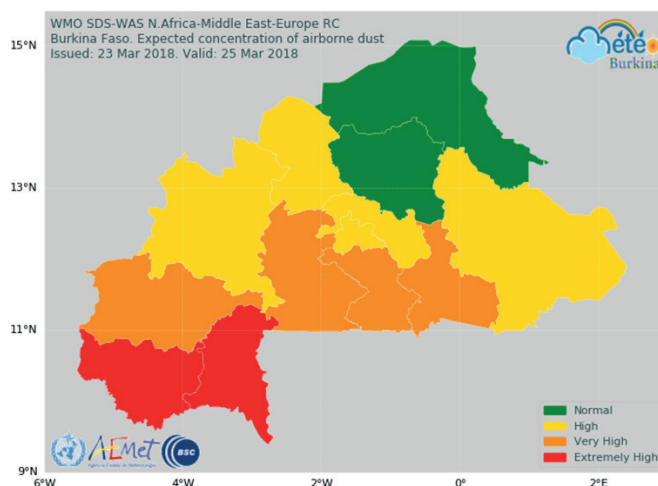 WMO SDS-WAS N.Africa-Middle East-Europe RC
Burkina Faso. Expected concentration of airborne dust
Issued: 23 Mar 2018. Valid: 25 Mar 2018
Météo
Burkina
15°N
13°N
11°N
9°N
Normal
High
Very High
Extremely High
AEMet
BSC
6°W
4°W
2°W
0°
2°E